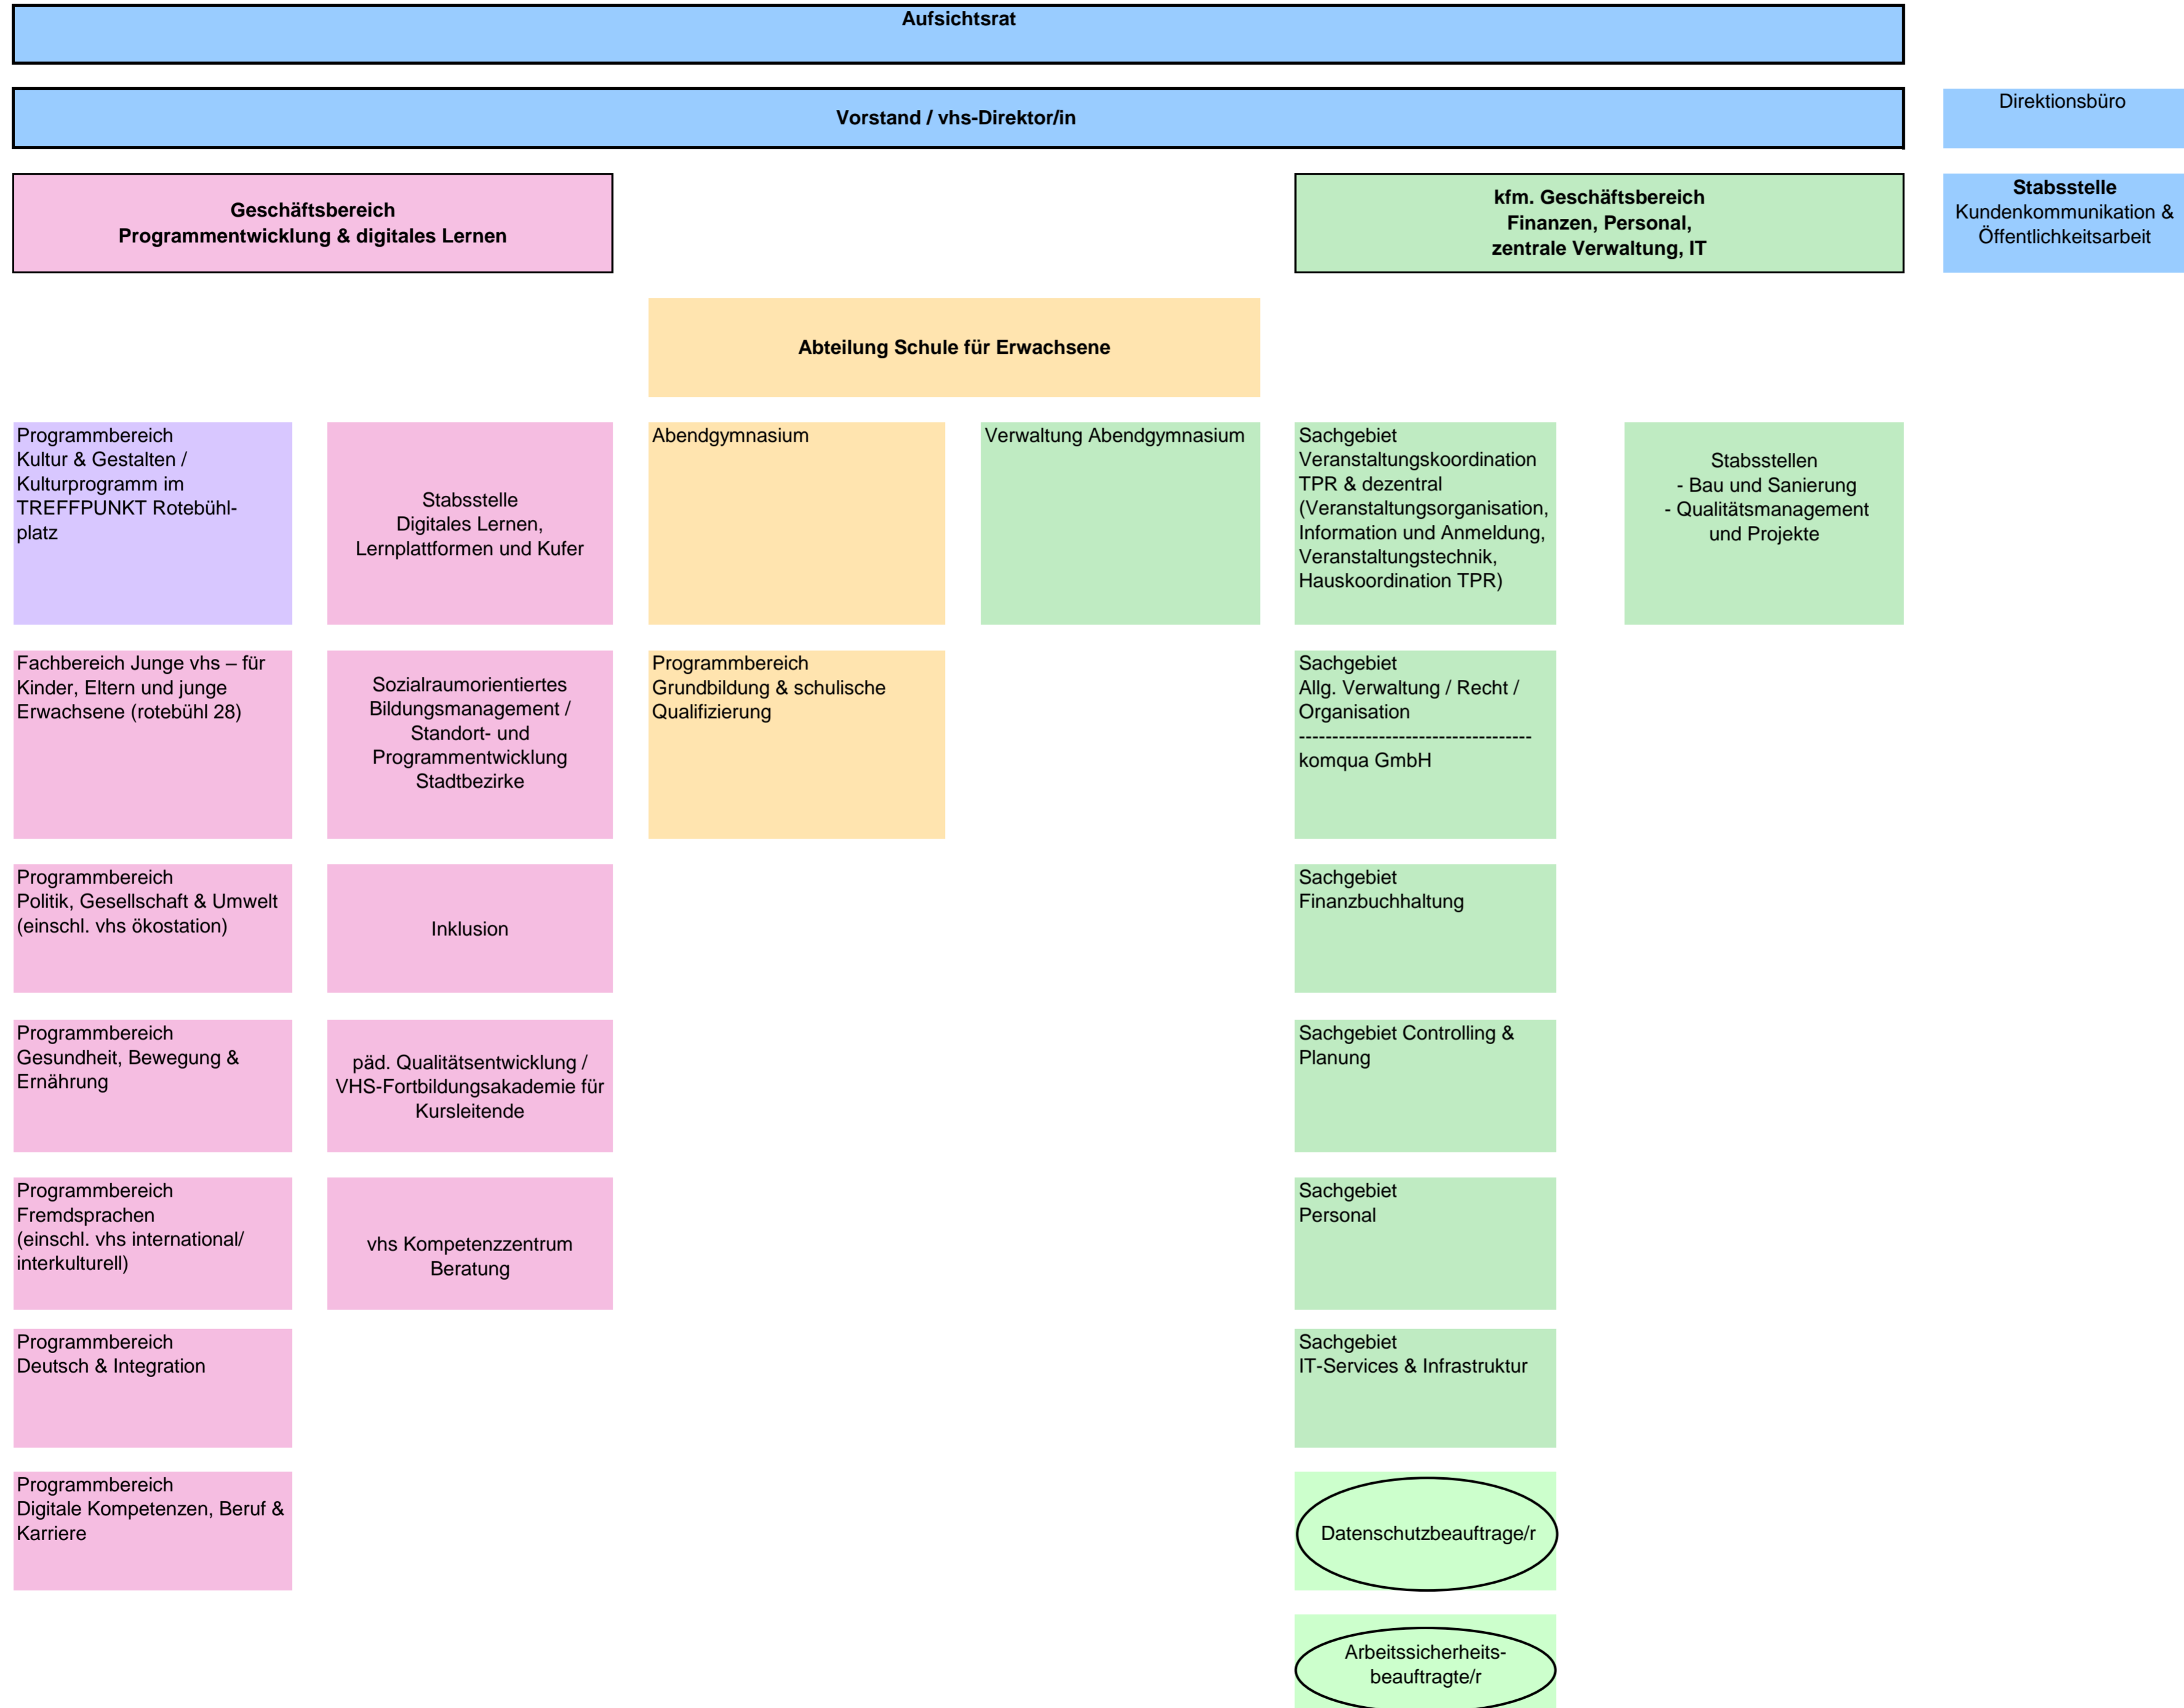 Aufsichtsrat
Vorstand / vhs-Direktor/in
Direktionsbüro
Geschäftsbereich
Programmentwicklung & digitales Lernen
kfm. Geschäftsbereich
Finanzen, Personal,
zentrale Verwaltung, IT
Stabsstelle
Kundenkommunikation &
Öffentlichkeitsarbeit
Abteilung Schule für Erwachsene
Programmbereich
Kultur & Gestalten /
Kulturprogramm im
TREFFPUNKT Rotebühl-
platz
Stabsstelle
Digitales Lernen,
Lernplattformen und Kufer
Abendgymnasium
Verwaltung Abendgymnasium
Sachgebiet
Veranstaltungskoordination
TPR & dezentral
(Veranstaltungsorganisation,
Information und Anmeldung,
Veranstaltungstechnik,
Hauskoordination TPR)
Stabsstellen
- Bau und Sanierung
- Qualitätsmanagement
und Projekte
Fachbereich Junge vhs – für
Kinder, Eltern und junge
Erwachsene (rotebühl 28)
Sozialraumorientiertes
Bildungsmanagement /
Standort- und
Programmentwicklung
Stadtbezirke
Programmbereich
Grundbildung & schulische
Qualifizierung
Sachgebiet
Allg. Verwaltung / Recht /
Organisation
-----------------------------------
komqua GmbH
Programmbereich
Politik, Gesellschaft & Umwelt
(einschl. vhs ökostation)
Inklusion
Sachgebiet
Finanzbuchhaltung
Programmbereich
Gesundheit, Bewegung &
Ernährung
päd. Qualitätsentwicklung /
VHS-Fortbildungsakademie für
Kursleitende
Sachgebiet Controlling &
Planung
Programmbereich
Fremdsprachen
(einschl. vhs international/
interkulturell)
vhs Kompetenzzentrum
Beratung
Sachgebiet
Personal
Programmbereich
Deutsch & Integration
Sachgebiet
IT-Services & Infrastruktur
Programmbereich
Digitale Kompetenzen, Beruf &
Karriere
Datenschutzbeauftrage/r
Arbeitssicherheits-
beauftragte/r